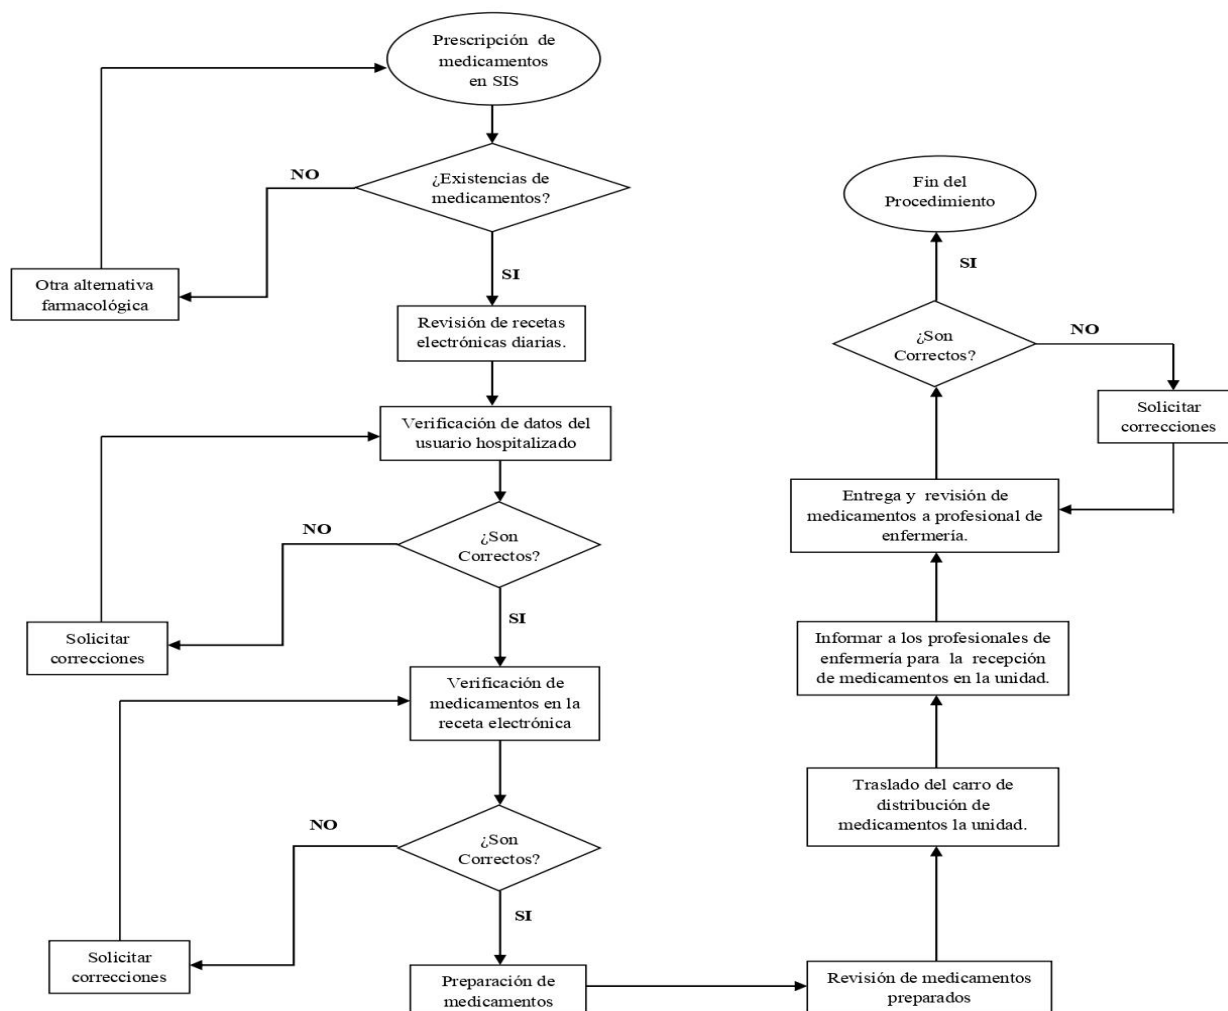 Prescripción de
medicamentos
en SIS
NO
¿Existencias de
medicamentos?
SI
Otra alternativa
farmacológica
Revisión de recetas
electrónicas diarias.
Verificación de datos del
usuario hospitalizado
NO
¿Son
Correctos?
SI
Solicitar
correcciones
Verificación de
medicamentos en la
receta electrónica
NO
¿Son
Correctos?
SI
Solicitar
correcciones
Preparación de
medicamentos
Revisión de medicamentos
preparados
Traslado del carro de
distribución de
medicamentos la unidad.
Informar a los profesionales de
enfermería para la recepción
de medicamentos en la unidad.
Entrega y revisión de
medicamentos a profesional de
enfermería.
¿Son
Correctos?
NO
Solicitar
correcciones
SI
Fin del
Procedimiento